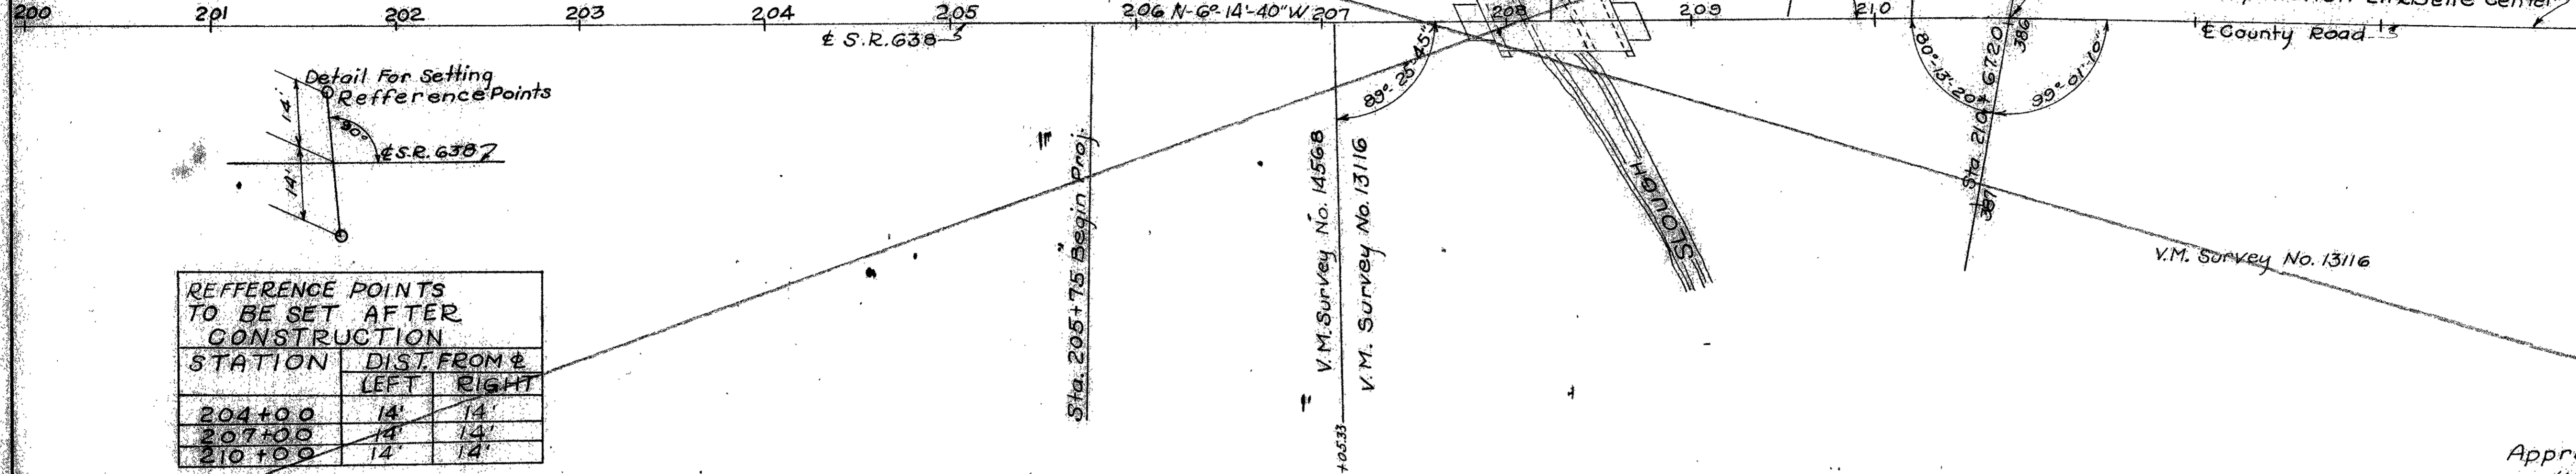 200 201 202 203 204 205 206 N-6°-14'-40"W 207 208 209 210
℄ S.R. 638
℄ County Road
Detail For Setting
Refference Points
14'
14'
90°
℄ S.R. 638
REFFERENCE POINTS
TO BE SET AFTER
CONSTRUCTION
STATION DIST. FROM ℄
LEFT RIGHT
204+00 14' 14'
207+00 14' 14'
210+00 14' 14'
Sta. 205+75 Begin Proj.
V.M. Survey No. 14568
V.M. Survey No. 13116
+05.33
89°-25'-45"
SLOUGH
80°-13'-20"
99°-01'-10"
Sta. 210+67.20
386
387
V.M. Survey No. 13116